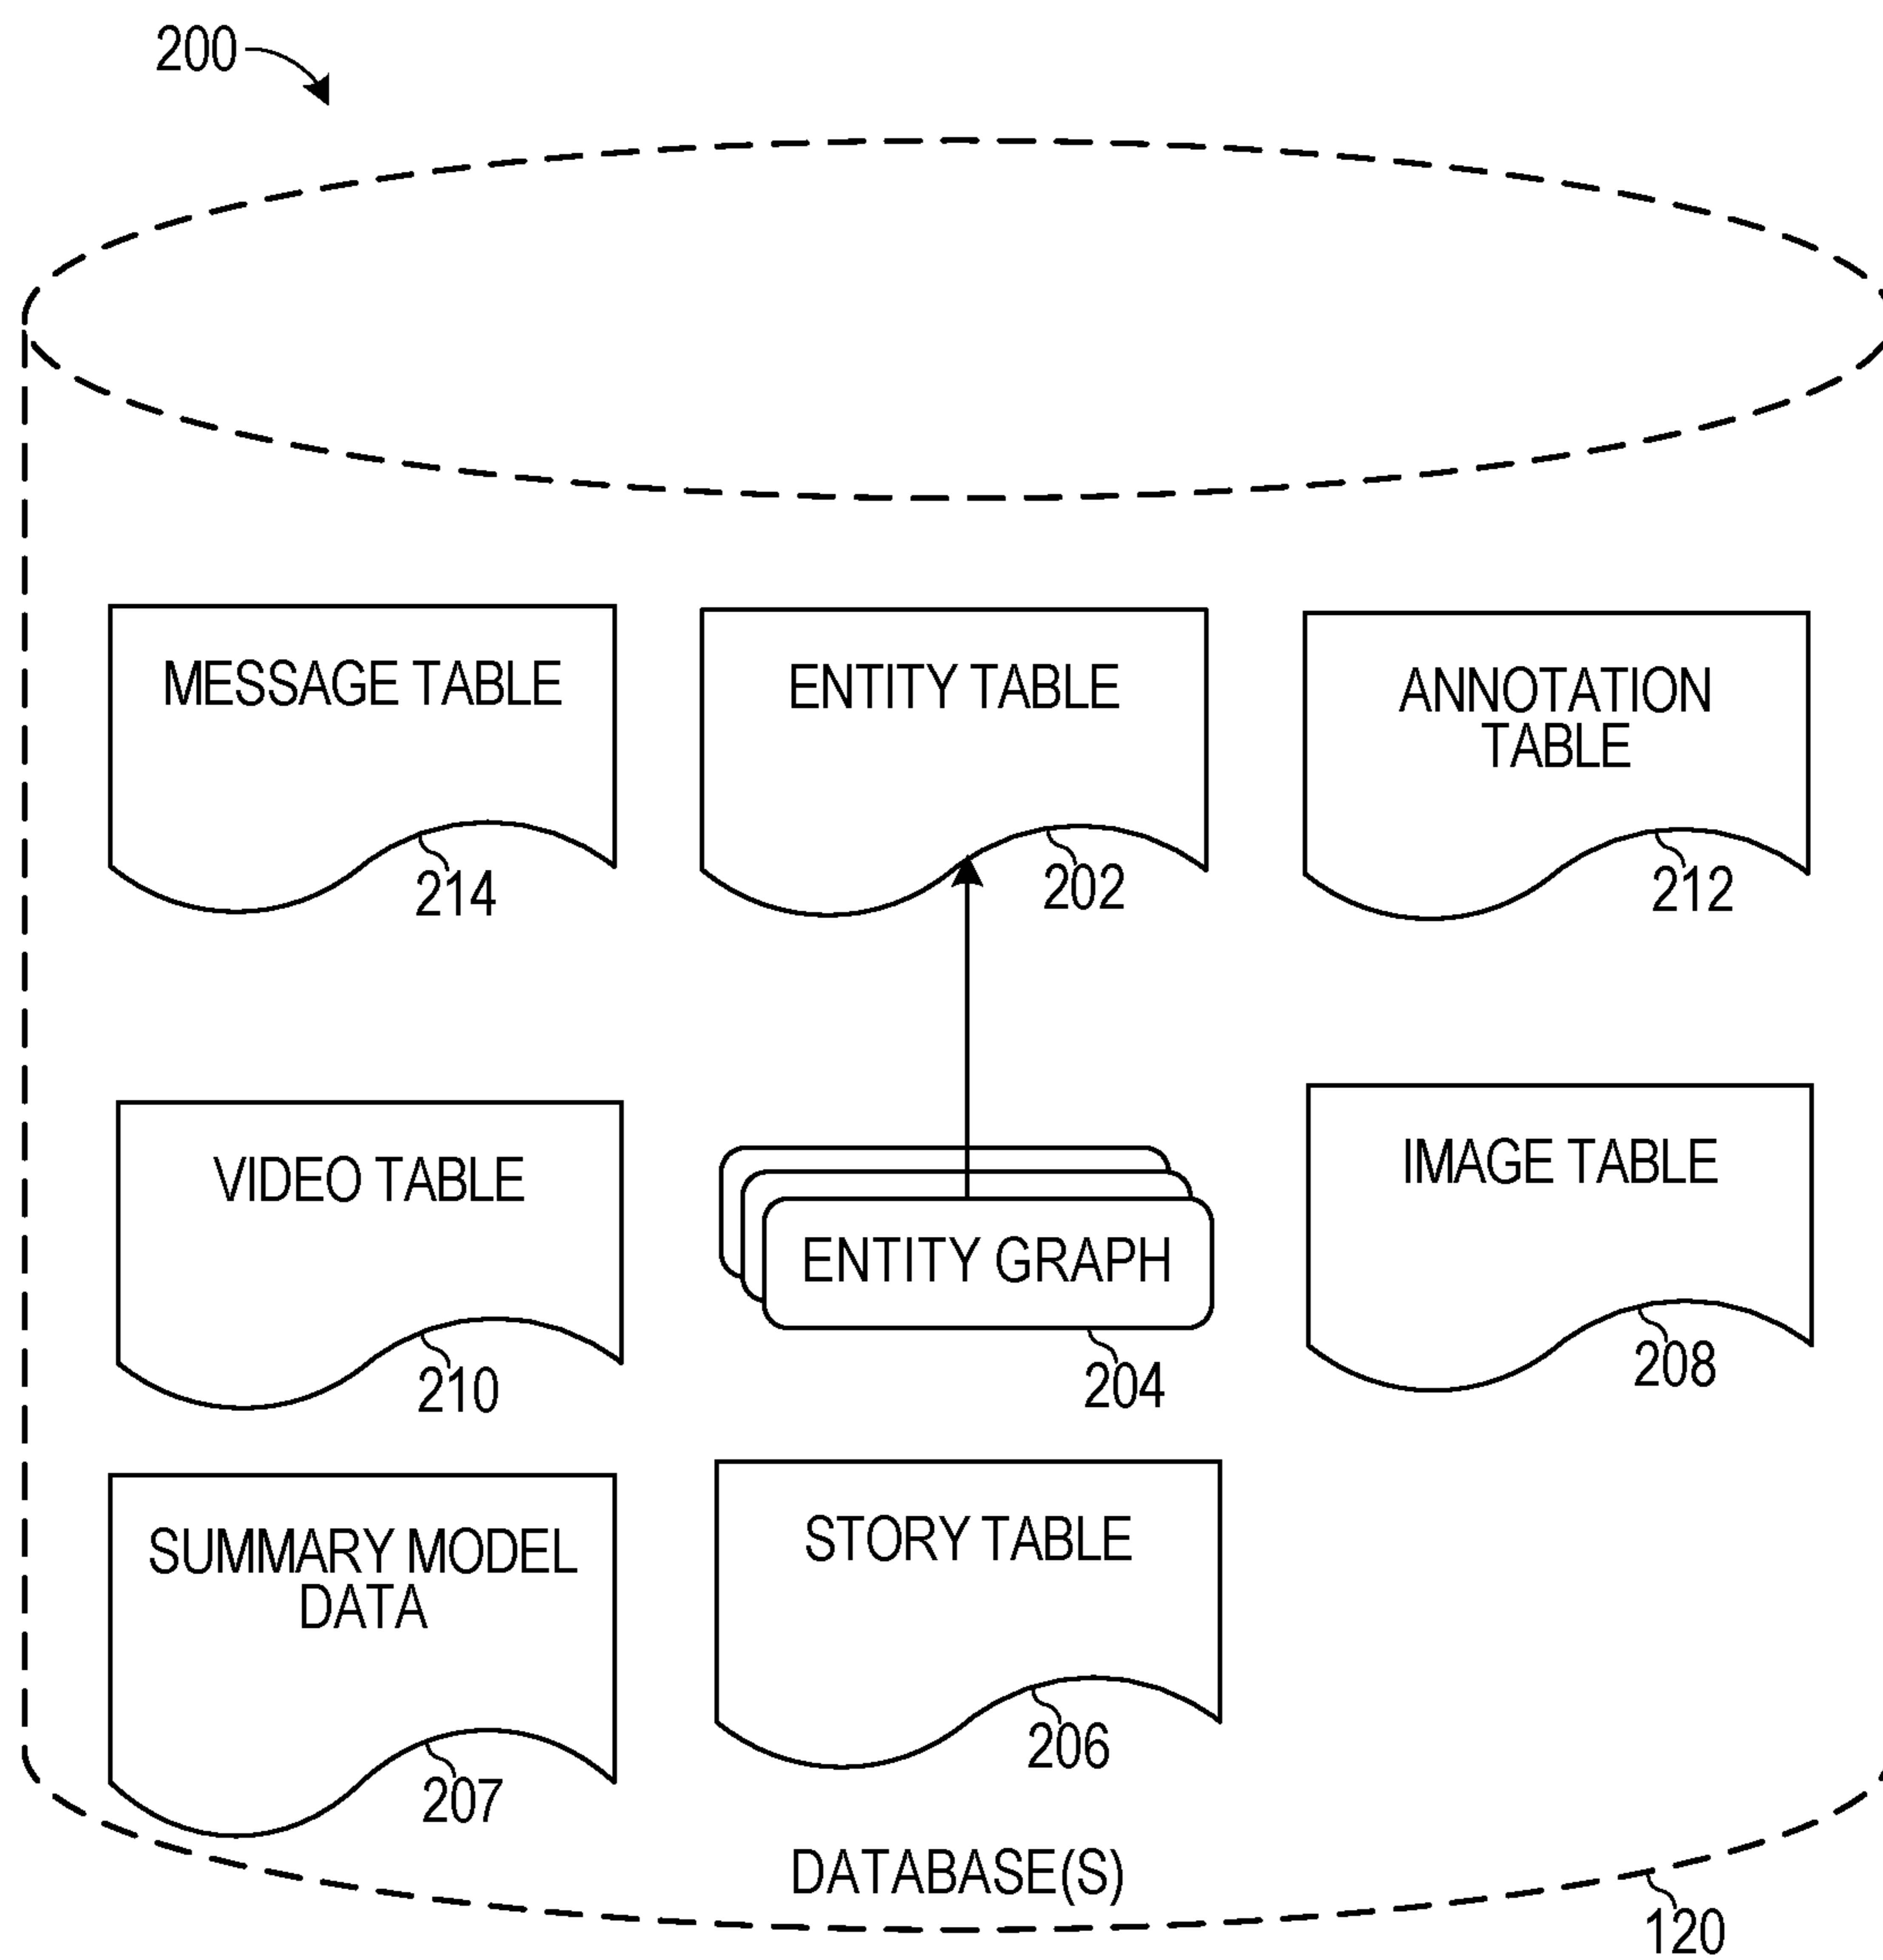 200
MESSAGE TABLE
214
ENTITY TABLE
202
ANNOTATION
TABLE
212
VIDEO TABLE
210
ENTITY GRAPH
204
IMAGE TABLE
208
SUMMARY MODEL
DATA
207
STORY TABLE
206
DATABASE(S)
120